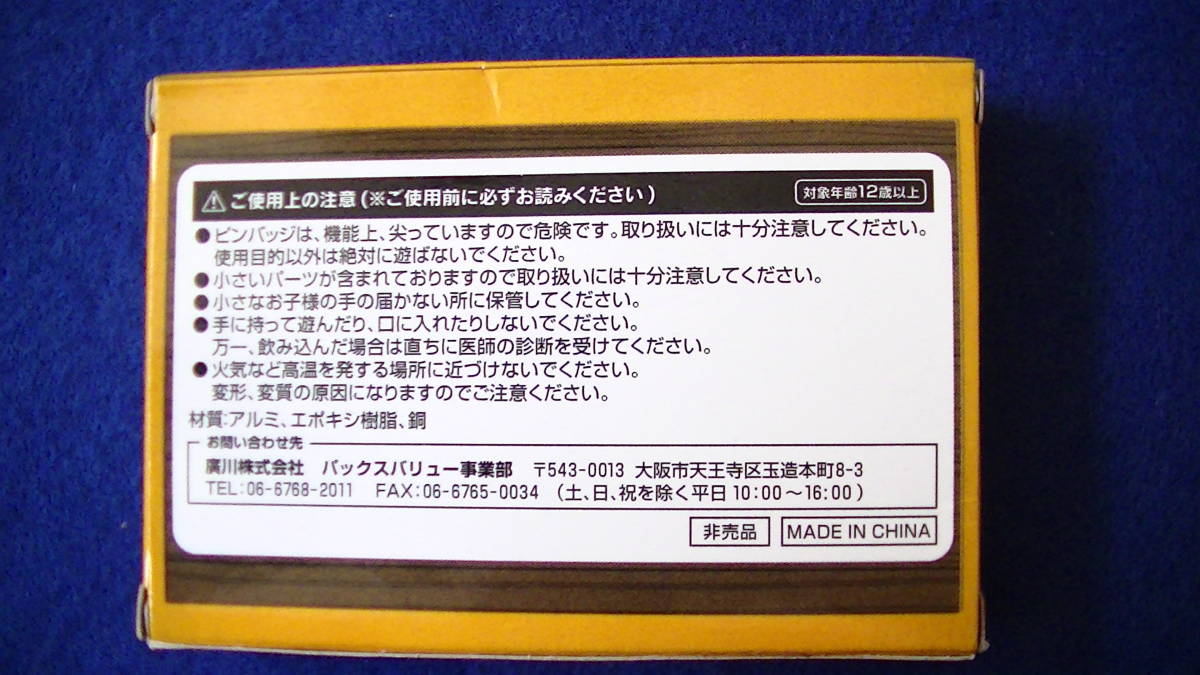 ご使用上の注意(※ご使用前に必ずお読みください) 対象年齢12歳以上
●ピンバッジは、機能上、尖っていますので危険です。取り扱いには十分注意してください。
使用目的以外は絶対に遊ばないでください。
●小さいパーツが含まれておりますので取り扱いには十分注意してください。
●小さなお子様の手の届かない所に保管してください。
●手に持って遊んだり、口に入れたりしないでください。
万一、飲み込んだ場合は直ちに医師の診断を受けてください。
●火気など高温を発する場所に近づけないでください。
変形、変質の原因になりますのでご注意ください。
材質:アルミ、エポキシ樹脂、銅
お問い合わせ先
廣川株式会社 バックスバリュー事業部 〒543-0013 大阪市天王寺区玉造本町8-3
TEL:06-6768-2011 FAX:06-6765-0034 (土、日、祝を除く平日10:00~16:00)
非売品 MADE IN CHINA